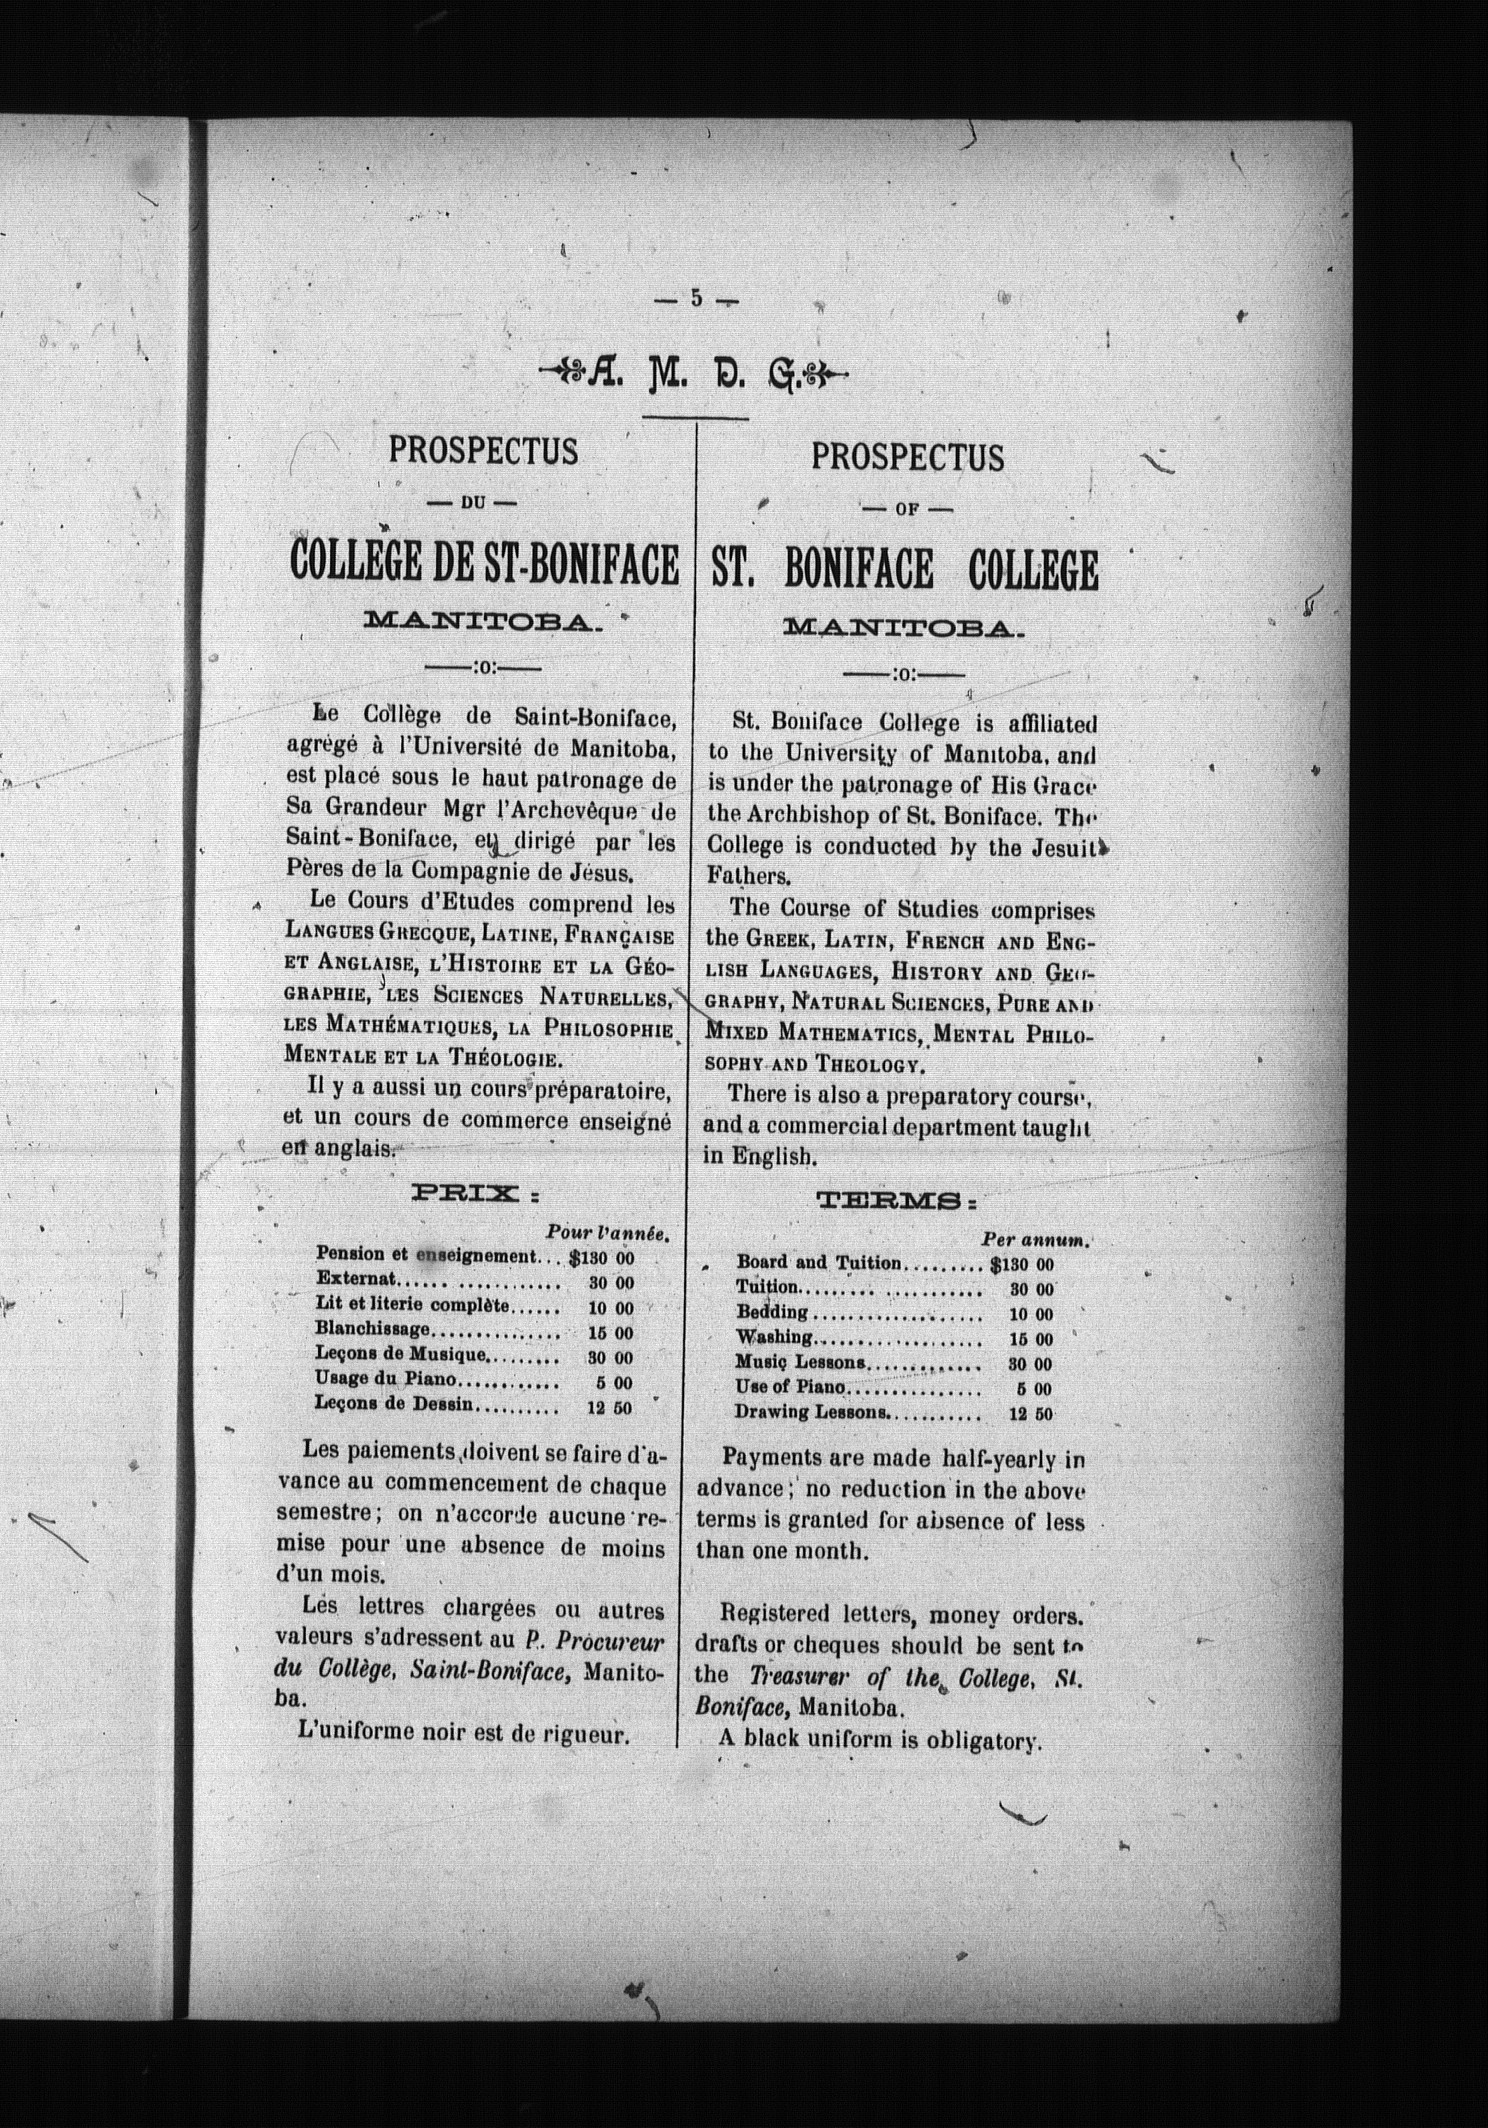 — 5 —
A. M. D. G.
PROSPECTUS
— DU —
COLLÈGE DE ST-BONIFACE
MANITOBA.
——:o:——
Le Collège de Saint-Boniface,
agrégé à l'Université de Manitoba,
est placé sous le haut patronage de
Sa Grandeur Mgr l'Archevêque de
Saint-Boniface, et dirigé par les
Pères de la Compagnie de Jésus.
Le Cours d'Etudes comprend les
LANGUES GRECQUE, LATINE, FRANÇAISE
ET ANGLAISE, L'HISTOIRE ET LA GÉO-
GRAPHIE, LES SCIENCES NATURELLES,
LES MATHÉMATIQUES, LA PHILOSOPHIE
MENTALE ET LA THÉOLOGIE.
Il y a aussi un cours préparatoire,
et un cours de commerce enseigné
en anglais.
PRIX :
Pour l'année.
Pension et enseignement... $130 00
Externat...... ............ 30 00
Lit et literie complète...... 10 00
Blanchissage............... 15 00
Leçons de Musique......... 30 00
Usage du Piano............ 5 00
Leçons de Dessin.......... 12 50
Les paiements doivent se faire d'a-
vance au commencement de chaque
semestre; on n'accorde aucune re-
mise pour une absence de moins
d'un mois.
Les lettres chargées ou autres
valeurs s'adressent au P. Procureur
du Collège, Saint-Boniface, Manito-
ba.
L'uniforme noir est de rigueur.
PROSPECTUS
— OF —
ST. BONIFACE COLLEGE
MANITOBA.
——:o:——
St. Boniface College is affiliated
to the University of Manitoba, and
is under the patronage of His Grace
the Archbishop of St. Boniface. The
College is conducted by the Jesuit
Fathers.
The Course of Studies comprises
the GREEK, LATIN, FRENCH AND ENG-
LISH LANGUAGES, HISTORY AND GEO-
GRAPHY, NATURAL SCIENCES, PURE AND
MIXED MATHEMATICS, MENTAL PHILO-
SOPHY AND THEOLOGY.
There is also a preparatory course,
and a commercial department taught
in English.
TERMS :
Per annum.
Board and Tuition......... $130 00
Tuition......... ........... 30 00
Bedding .................... 10 00
Washing.................... 15 00
Music Lessons............. 30 00
Use of Piano............... 5 00
Drawing Lessons........... 12 50
Payments are made half-yearly in
advance; no reduction in the above
terms is granted for absence of less
than one month.
Registered letters, money orders.
drafts or cheques should be sent to
the Treasurer of the College, St.
Boniface, Manitoba.
A black uniform is obligatory.